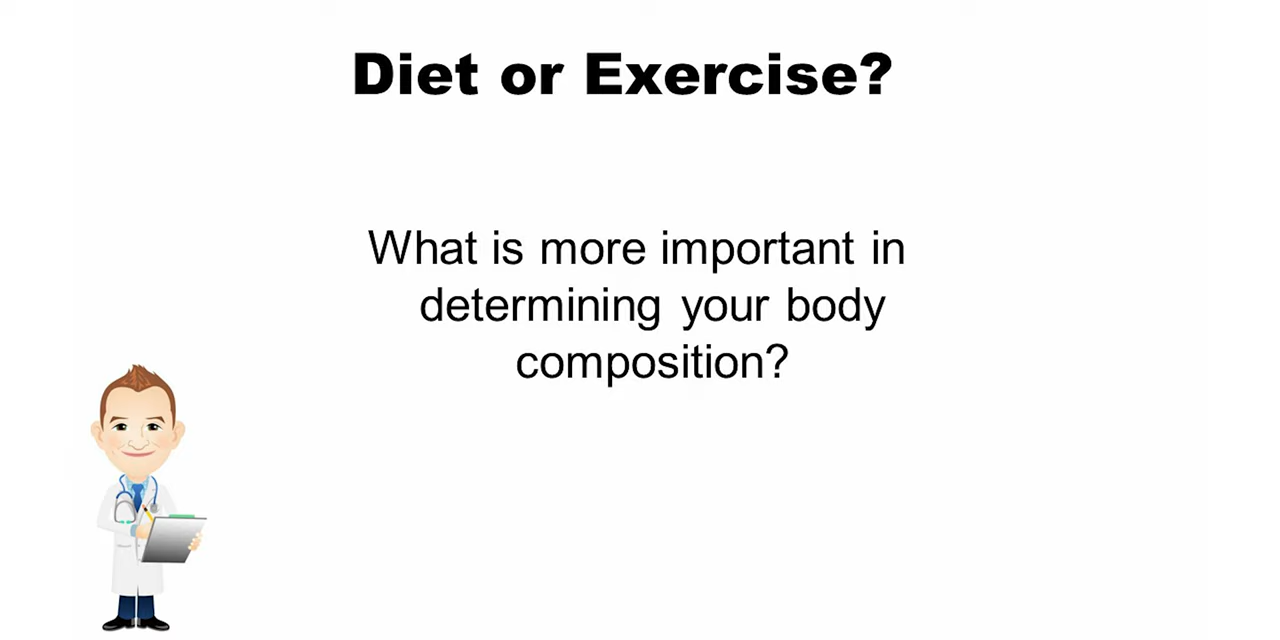 Diet or Exercise?
What is more important in
determining your body
composition?